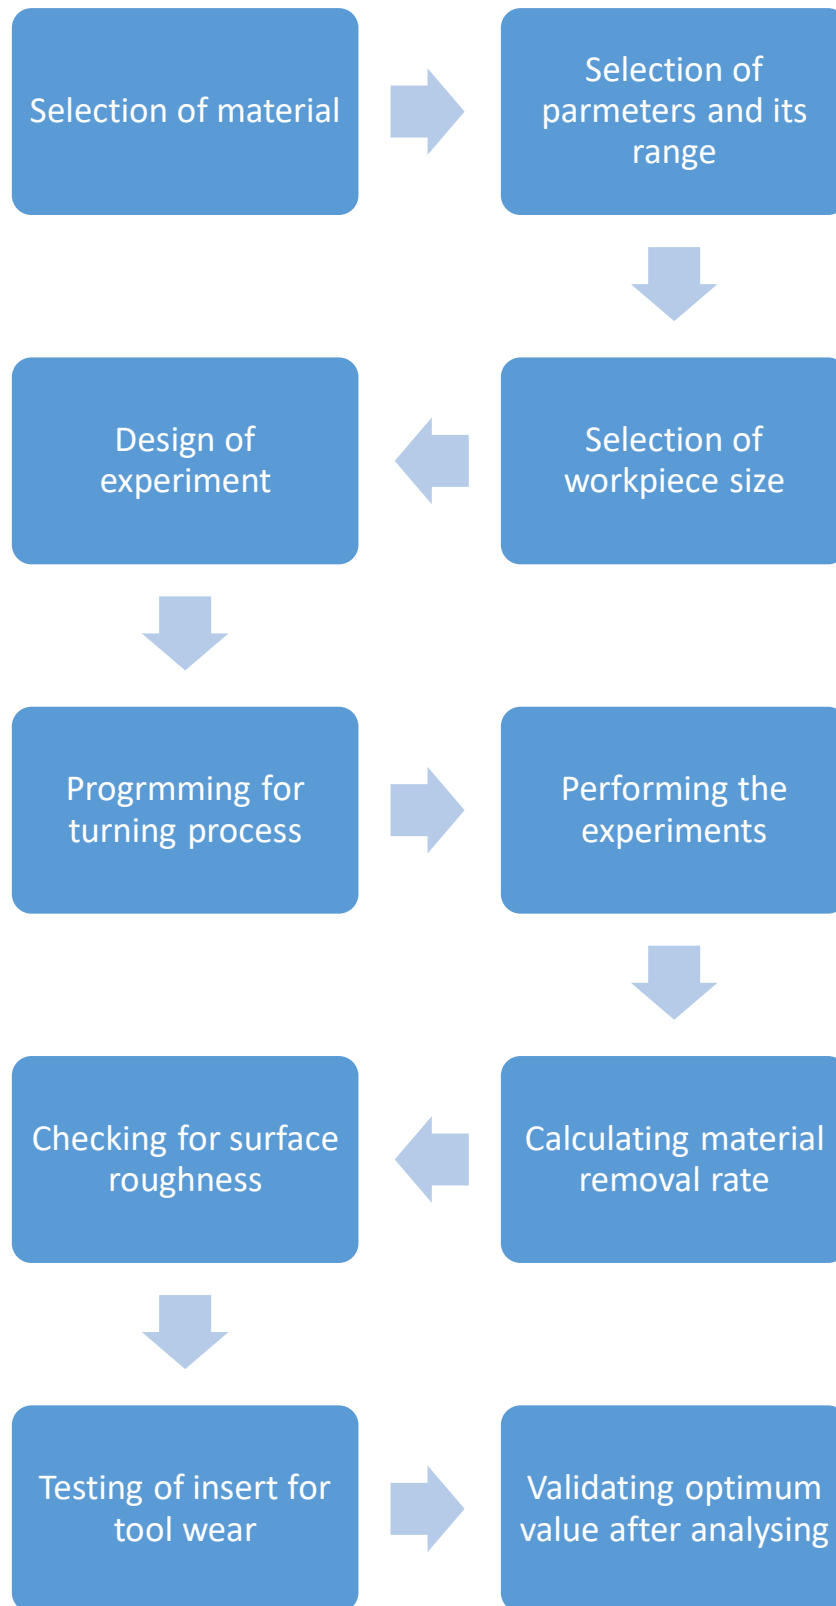 Selection of material
Selection of
parmeters and its
range
Selection of
workpiece size
Design of
experiment
Progrmming for
turning process
Performing the
experiments
Calculating material
removal rate
Checking for surface
roughness
Testing of insert for
tool wear
Validating optimum
value after analysing